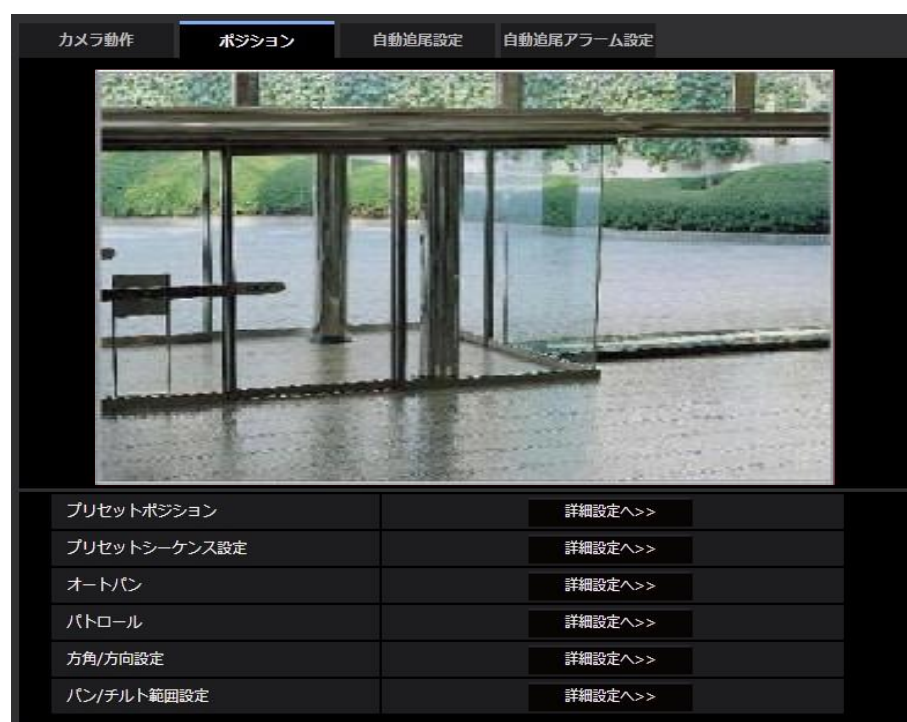 カメラ動作 ポジション 自動追尾設定 自動追尾アラーム設定
プリセットポジション 詳細設定へ>>
プリセットシーケンス設定 詳細設定へ>>
オートパン 詳細設定へ>>
パトロール 詳細設定へ>>
方角/方向設定 詳細設定へ>>
パン/チルト範囲設定 詳細設定へ>>